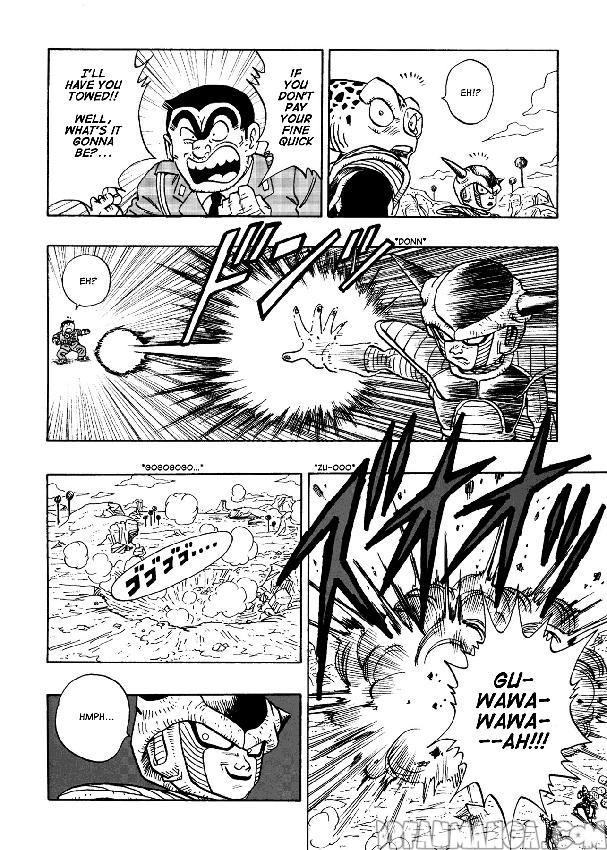 EH!?
IF
YOU
DON'T
PAY
YOUR
FINE
QUICK
I'LL
HAVE YOU
TOWED!!
WELL,
WHAT'S IT
GONNA
BE?...
*DONN*
ドンッ
EH?
*ZU-OOO*
ズオオッ
GU-
WAWA-
WAWA-
--AH!!!
*GOBOBOGO..."
ゴゴゴゴ....
HMPH...